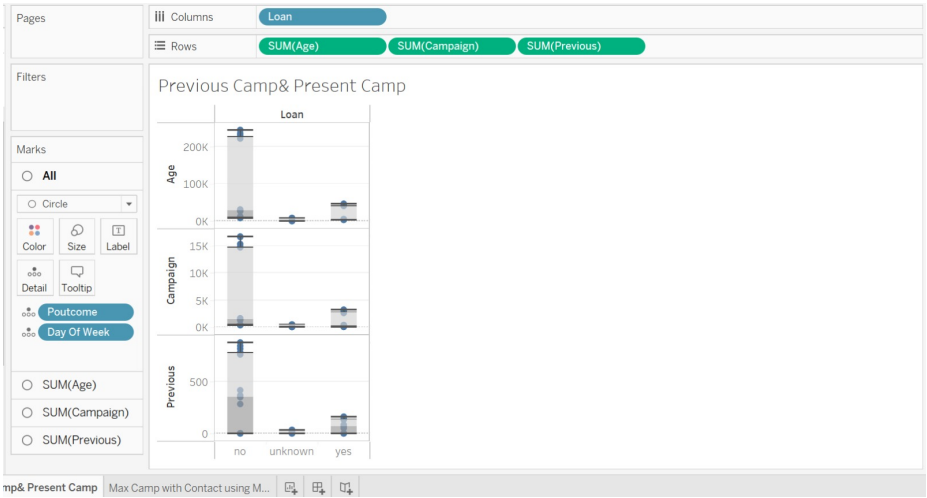 Pages
Columns
Loan
Rows
SUM(Age)
SUM(Campaign)
SUM(Previous)
Filters
Marks
All
Circle
Color
Size
Label
Detail
Tooltip
Poutcome
Day Of Week
SUM(Age)
SUM(Campaign)
SUM(Previous)
Previous Camp& Present Camp
Loan
Age
200K
100K
0K
Campaign
15K
10K
5K
0K
Previous
500
0
no
unknown
yes
mp& Present Camp
Max Camp with Contact using M...